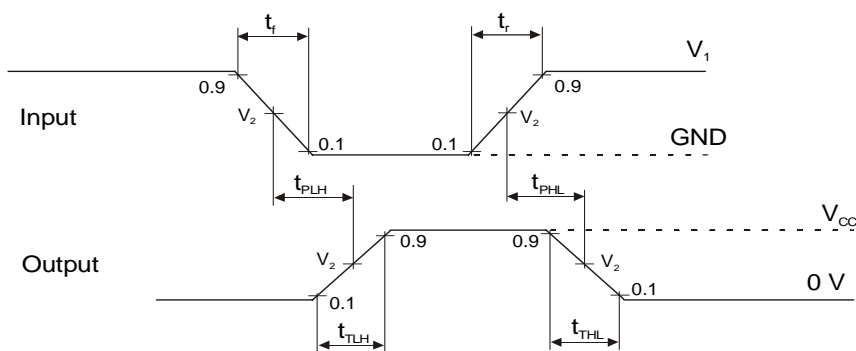 tf tr
V1
0.9 0.9
Input V2 V2
0.1 0.1 GND
tPLH tPHL
VCC
0.9 0.9
Output V2 V2
0.1 0.1 0 V
tTLH tTHL